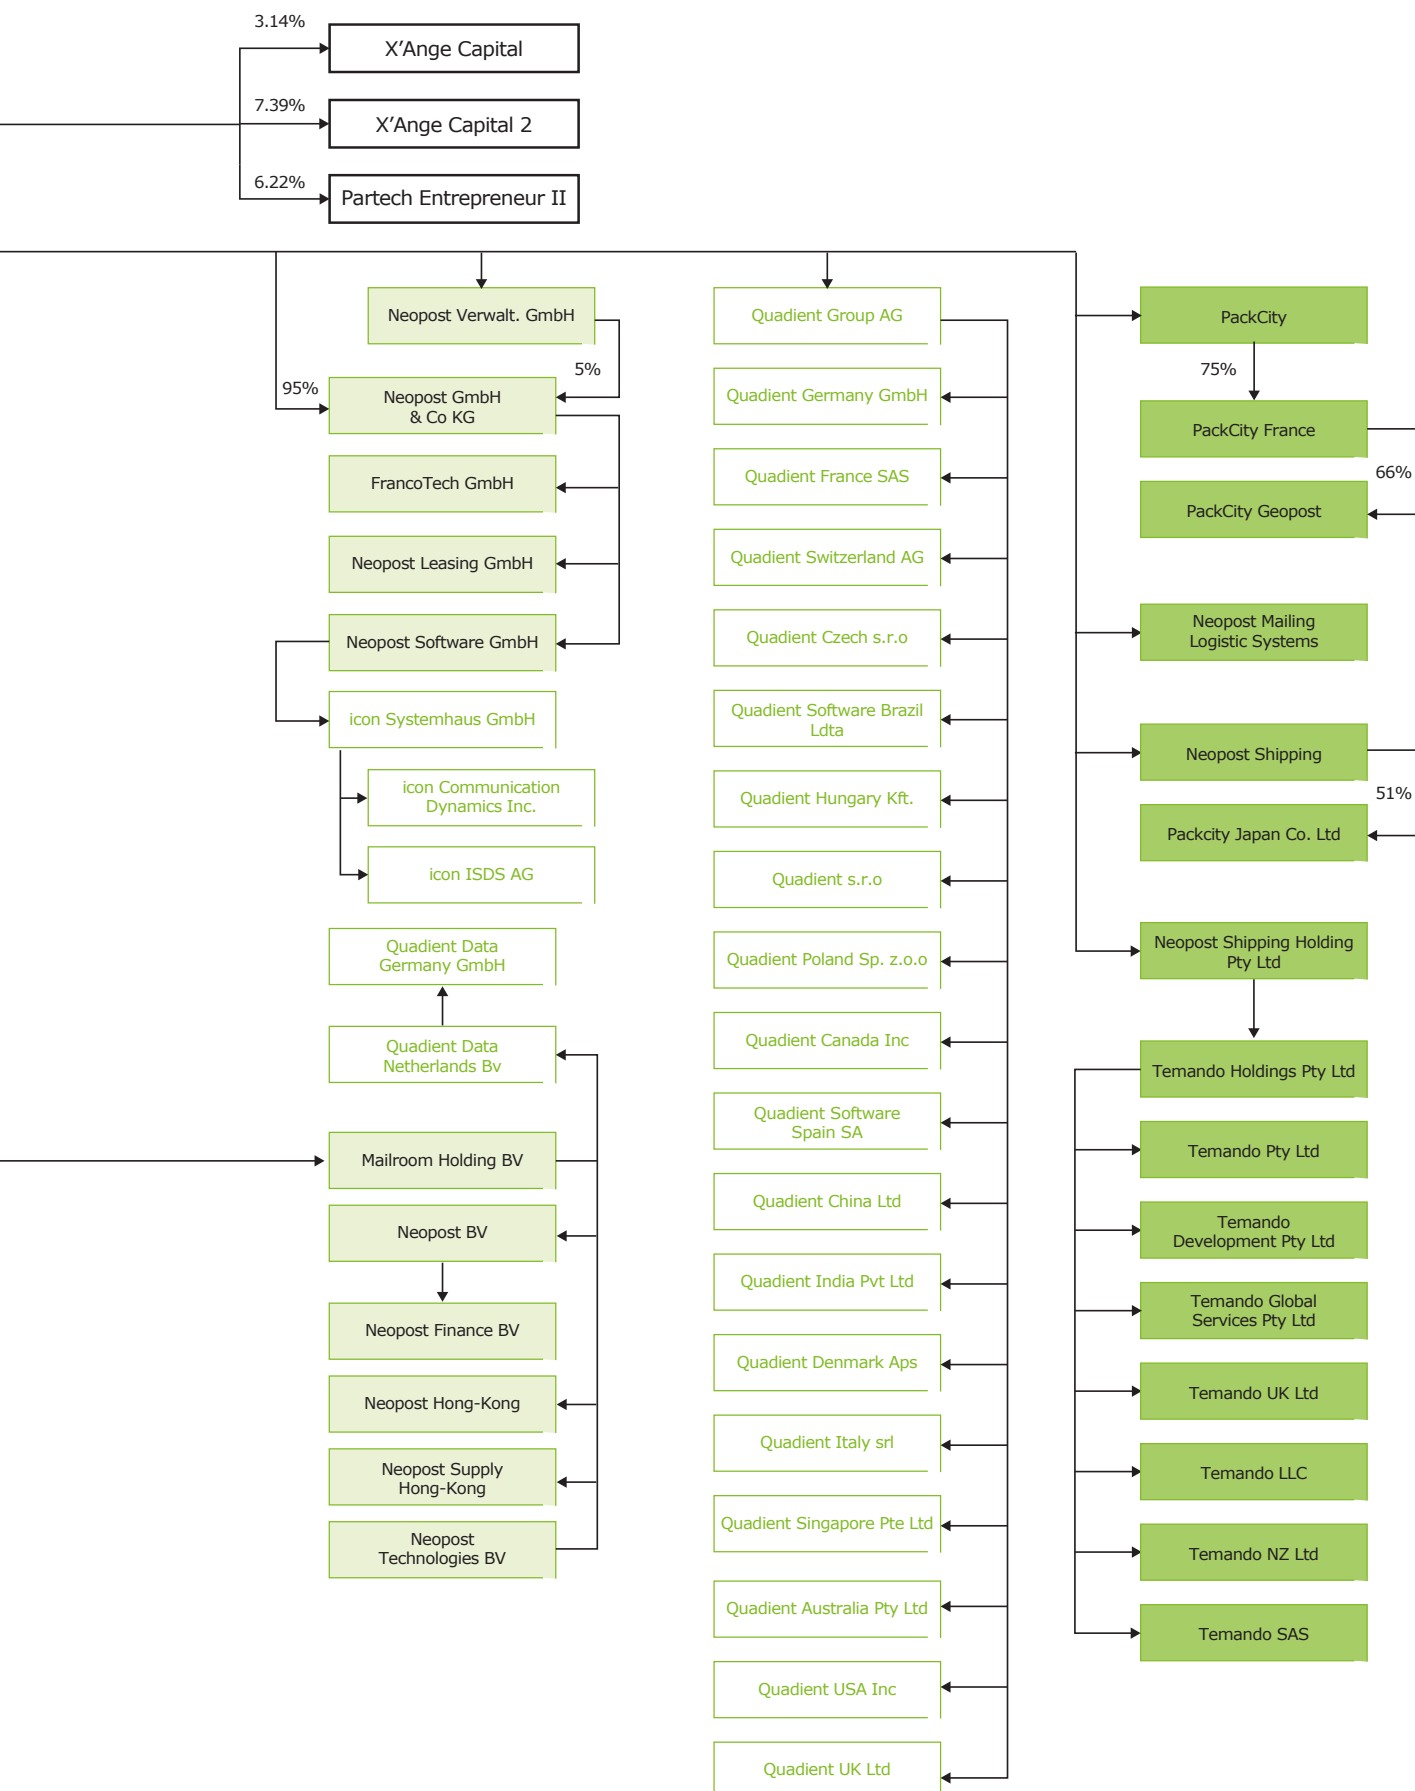 3.14%
X'Ange Capital
7.39%
X'Ange Capital 2
6.22%
Partech Entrepreneur II
Neopost Verwalt. GmbH
5%
95%
Neopost GmbH
& Co KG
FrancoTech GmbH
Neopost Leasing GmbH
Neopost Software GmbH
icon Systemhaus GmbH
icon Communication
Dynamics Inc.
icon ISDS AG
Quadient Data
Germany GmbH
Quadient Data
Netherlands Bv
Mailroom Holding BV
Neopost BV
Neopost Finance BV
Neopost Hong-Kong
Neopost Supply
Hong-Kong
Neopost
Technologies BV
Quadient Group AG
Quadient Germany GmbH
Quadient France SAS
Quadient Switzerland AG
Quadient Czech s.r.o
Quadient Software Brazil
Ldta
Quadient Hungary Kft.
Quadient s.r.o
Quadient Poland Sp. z.o.o
Quadient Canada Inc
Quadient Software
Spain SA
Quadient China Ltd
Quadient India Pvt Ltd
Quadient Denmark Aps
Quadient Italy srl
Quadient Singapore Pte Ltd
Quadient Australia Pty Ltd
Quadient USA Inc
Quadient UK Ltd
PackCity
75%
PackCity France
66%
PackCity Geopost
Neopost Mailing
Logistic Systems
Neopost Shipping
51%
Packcity Japan Co. Ltd
Neopost Shipping Holding
Pty Ltd
Temando Holdings Pty Ltd
Temando Pty Ltd
Temando
Development Pty Ltd
Temando Global
Services Pty Ltd
Temando UK Ltd
Temando LLC
Temando NZ Ltd
Temando SAS